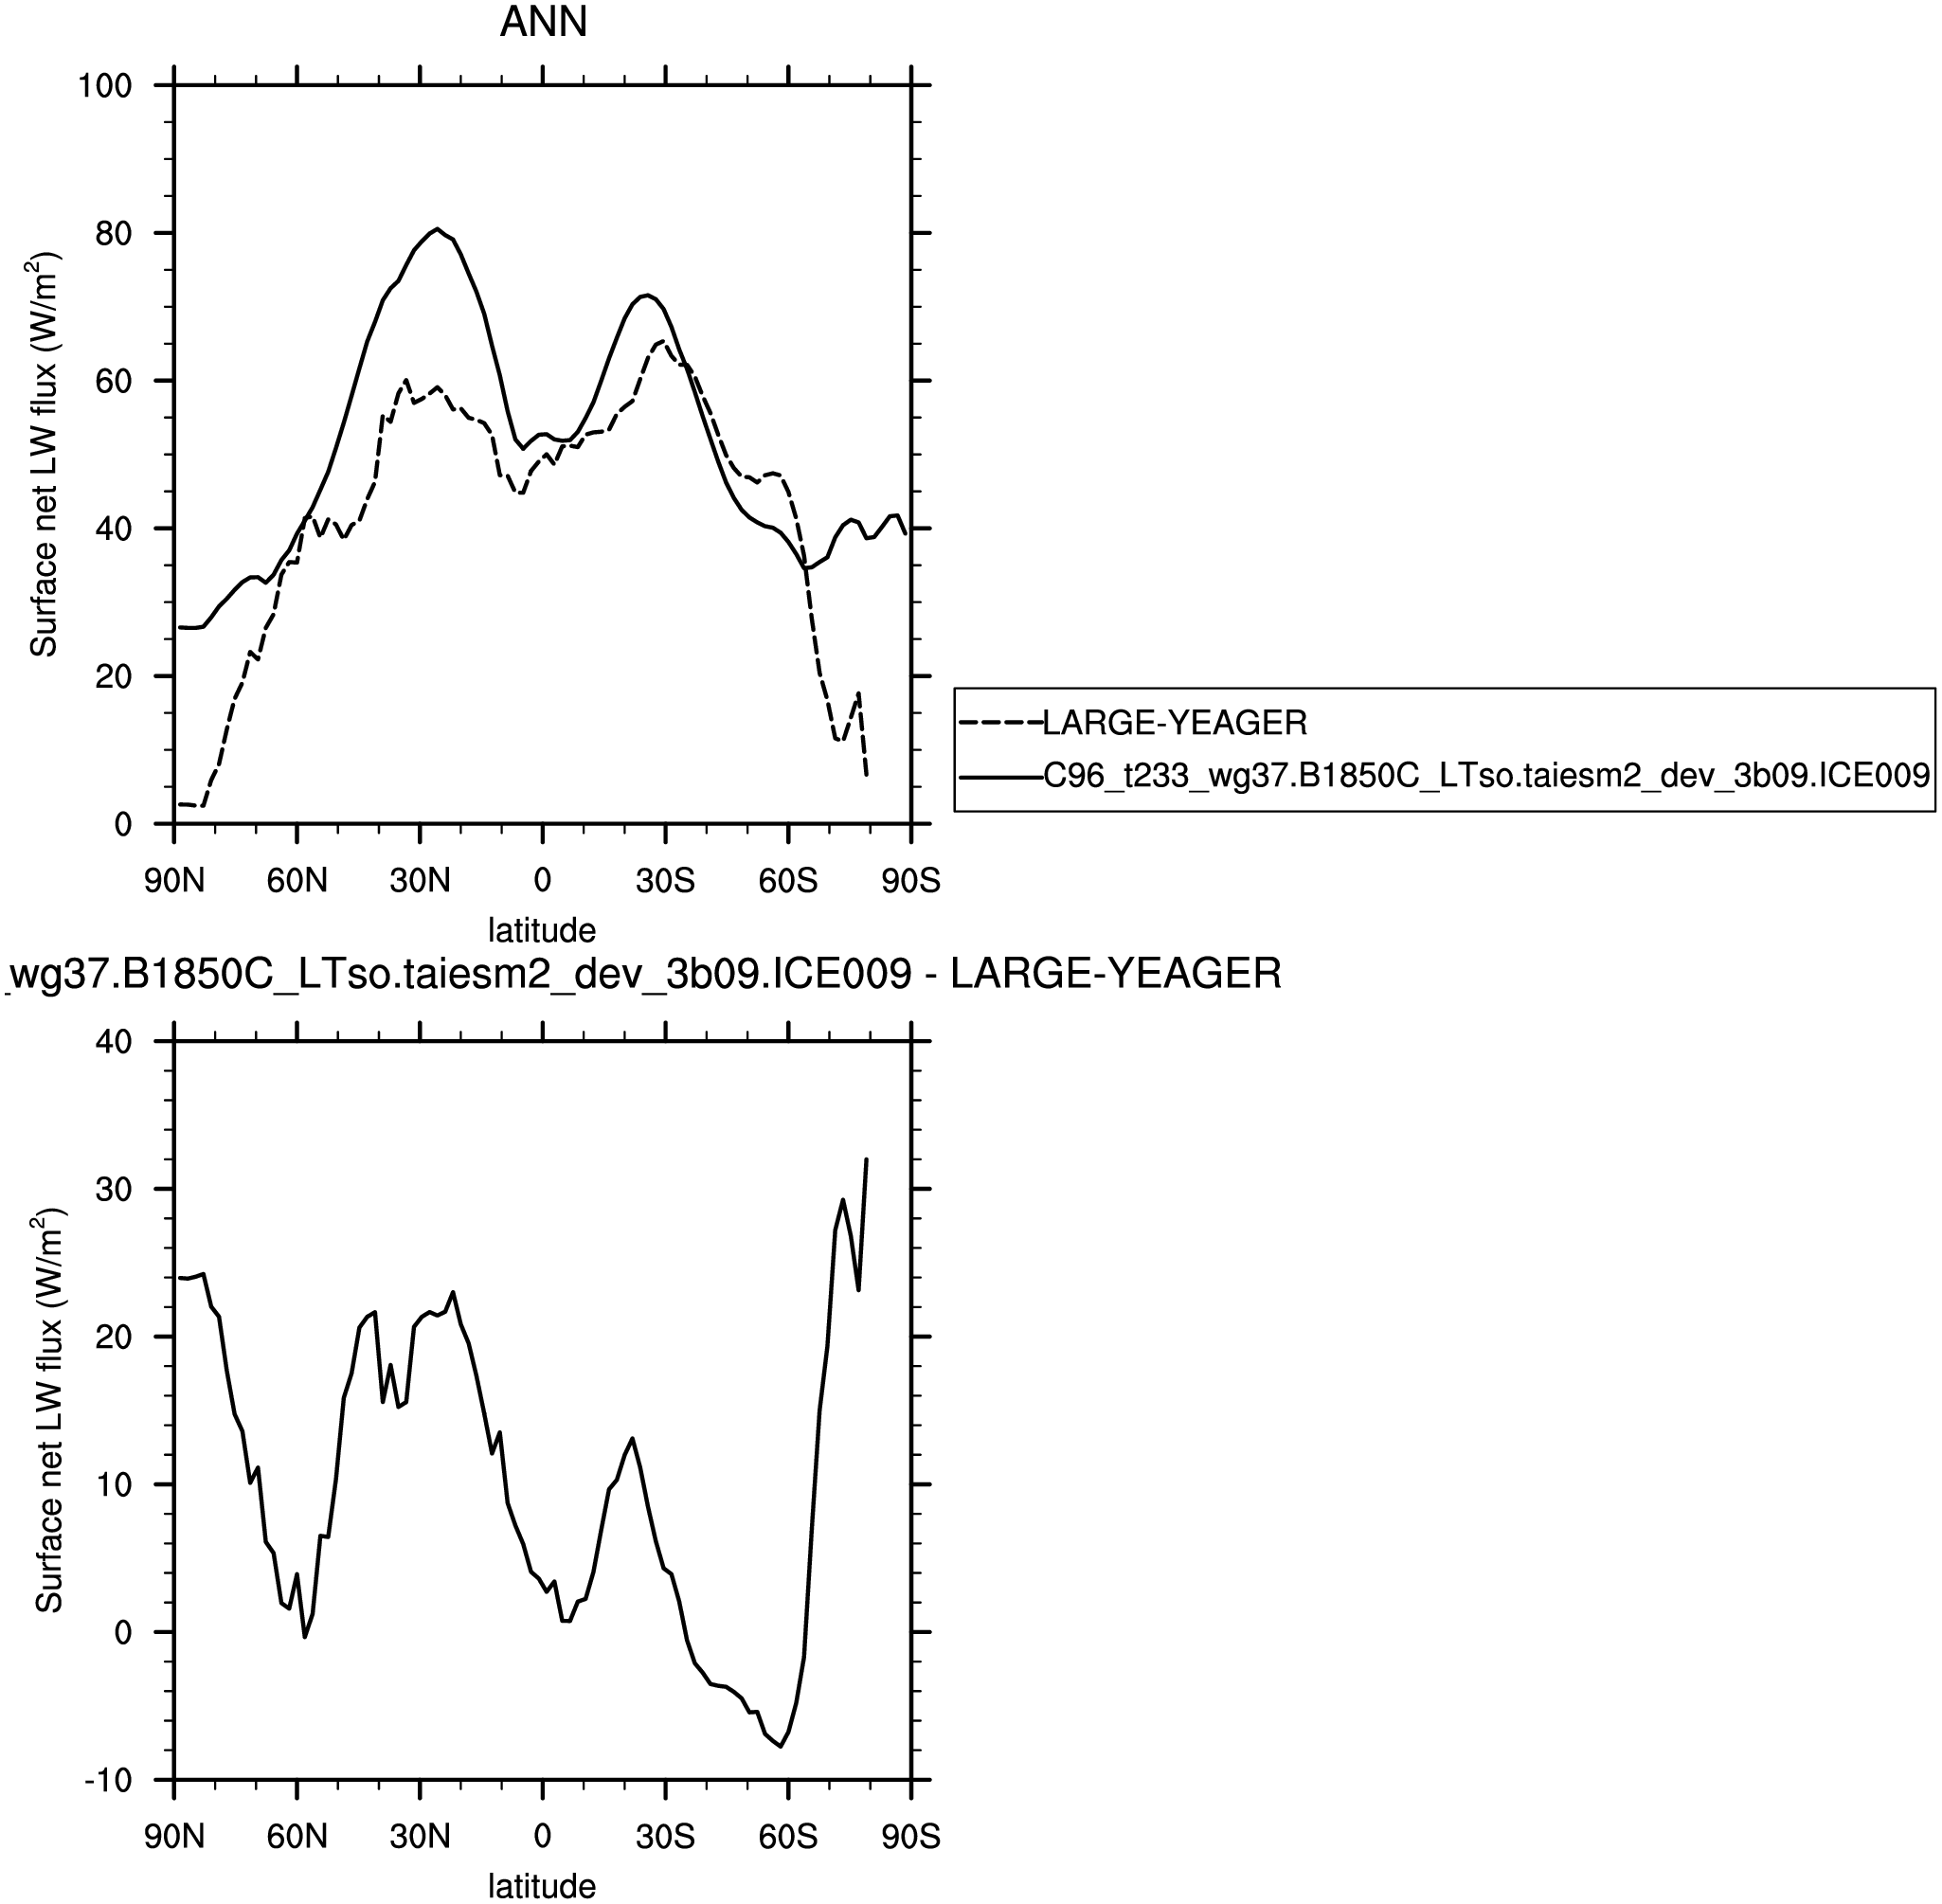 ANN
100
80
60
40
20
0
Surface net LW flux (W/m²)
90N 60N 30N 0 30S 60S 90S
latitude
LARGE-YEAGER
C96_t233_wg37.B1850C_LTso.taiesm2_dev_3b09.ICE009
_wg37.B1850C_LTso.taiesm2_dev_3b09.ICE009 - LARGE-YEAGER
40
30
20
10
0
-10
Surface net LW flux (W/m²)
90N 60N 30N 0 30S 60S 90S
latitude